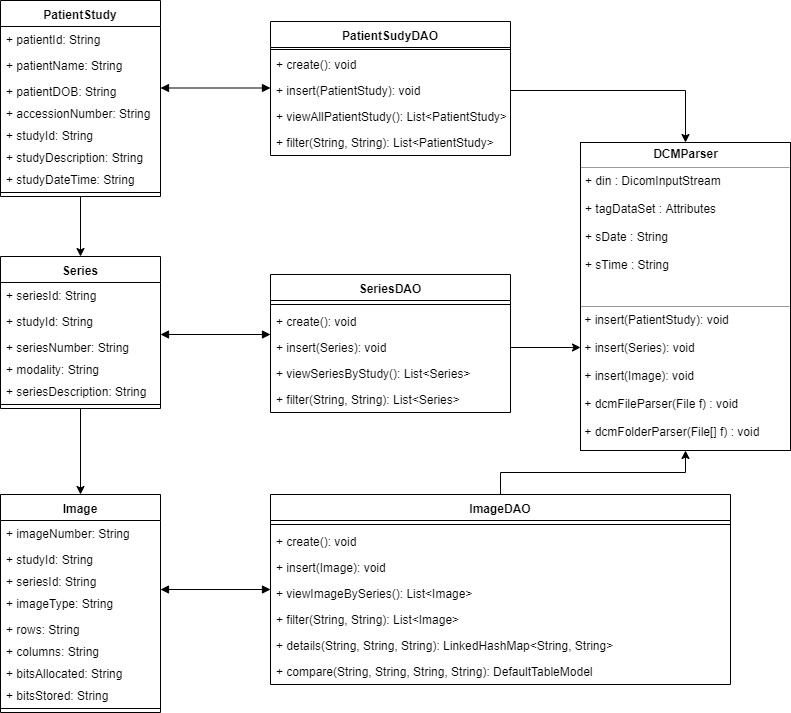 PatientStudy
+ patientId: String
+ patientName: String
+ patientDOB: String
+ accessionNumber: String
+ studyId: String
+ studyDescription: String
+ studyDateTime: String
PatientSudyDAO
+ create(): void
+ insert(PatientStudy): void
+ viewAllPatientStudy(): List<PatientStudy>
+ filter(String, String): List<PatientStudy>
DCMParser
+ din : DicomInputStream
+ tagDataSet : Attributes
+ sDate : String
+ sTime : String
+ insert(PatientStudy): void
+ insert(Series): void
+ insert(Image): void
+ dcmFileParser(File f) : void
+ dcmFolderParser(File[] f) : void
Series
+ seriesId: String
+ studyId: String
+ seriesNumber: String
+ modality: String
+ seriesDescription: String
SeriesDAO
+ create(): void
+ insert(Series): void
+ viewSeriesByStudy(): List<Series>
+ filter(String, String): List<Series>
Image
+ imageNumber: String
+ studyId: String
+ seriesId: String
+ imageType: String
+ rows: String
+ columns: String
+ bitsAllocated: String
+ bitsStored: String
ImageDAO
+ create(): void
+ insert(Image): void
+ viewImageBySeries(): List<Image>
+ filter(String, String): List<Image>
+ details(String, String, String): LinkedHashMap<String, String>
+ compare(String, String, String, String): DefaultTableModel